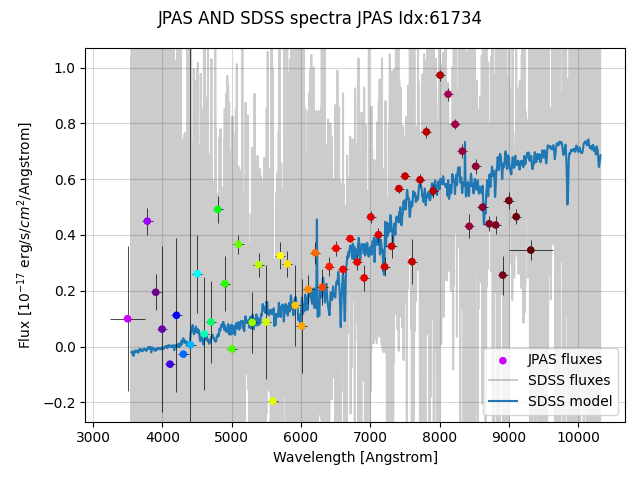 JPAS AND SDSS spectra JPAS Idx:61734
Flux [10⁻¹⁷ erg/s/cm²/Angstrom]
1.0
0.8
0.6
0.4
0.2
0.0
−0.2
JPAS fluxes
SDSS fluxes
SDSS model
3000 4000 5000 6000 7000 8000 9000 10000
Wavelength [Angstrom]